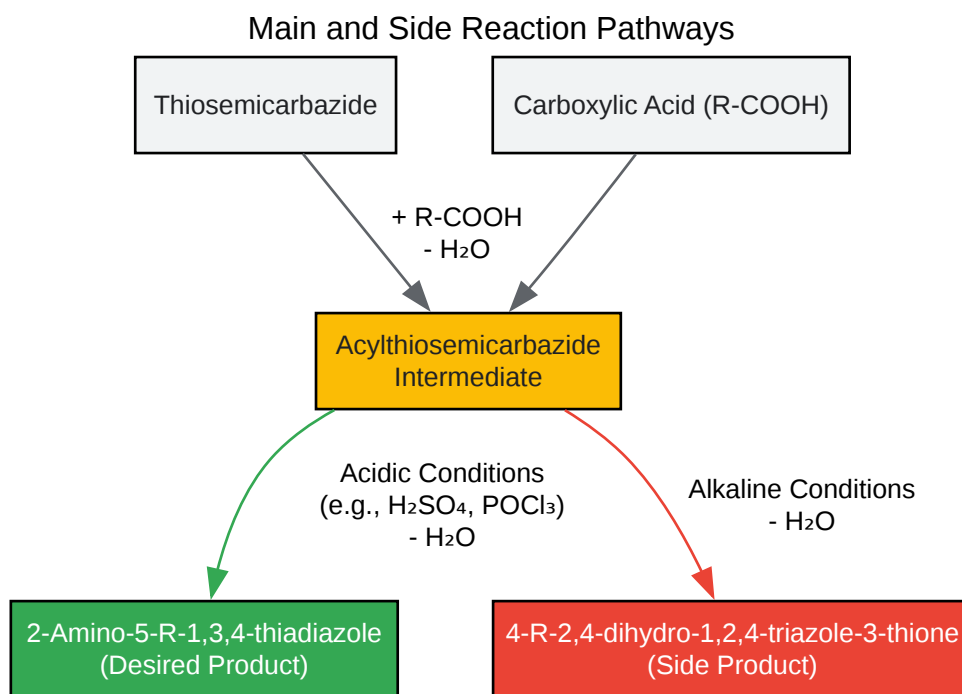 Main and Side Reaction Pathways
Thiosemicarbazide
Carboxylic Acid (R-COOH)
+ R-COOH
- H₂O
Acylthiosemicarbazide
Intermediate
Acidic Conditions
(e.g., H₂SO₄, POCl₃)
- H₂O
Alkaline Conditions
- H₂O
2-Amino-5-R-1,3,4-thiadiazole
(Desired Product)
4-R-2,4-dihydro-1,2,4-triazole-3-thione
(Side Product)